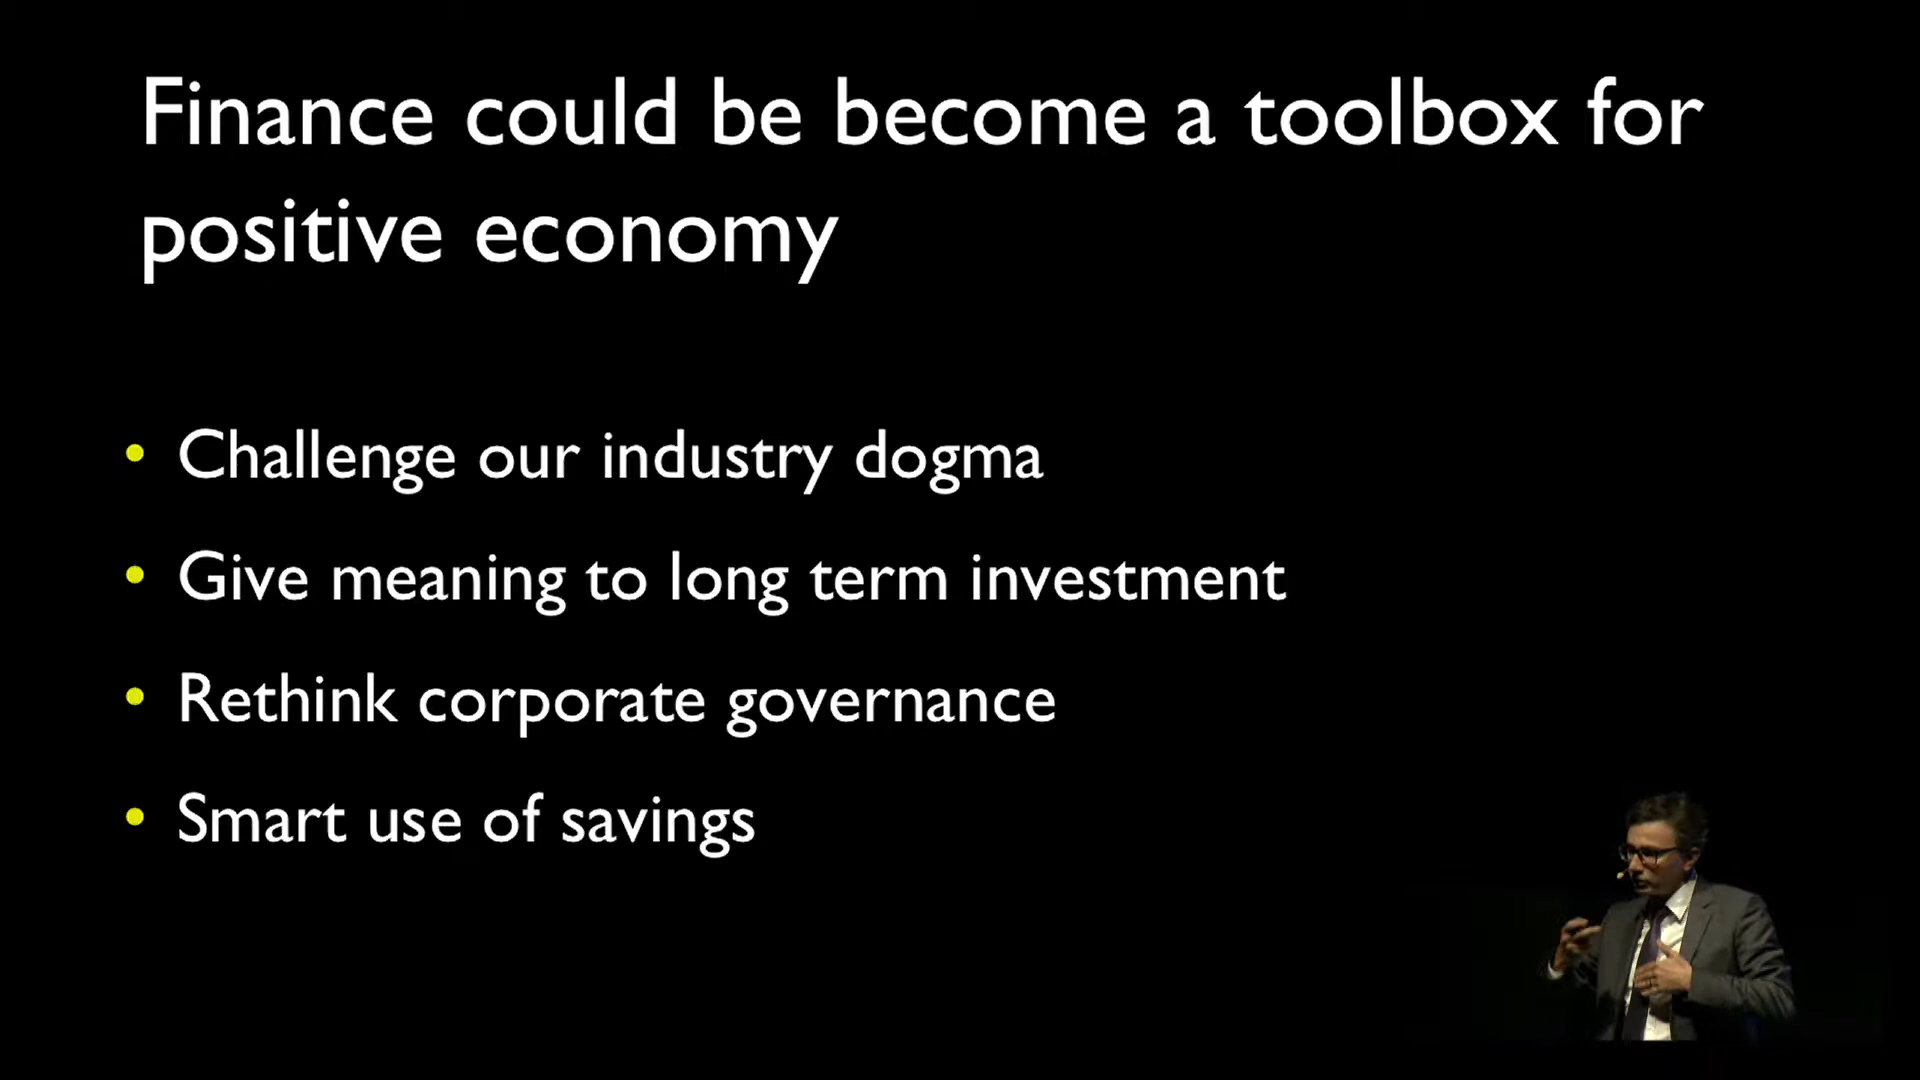 Finance could be become a toolbox for
positive economy
• Challenge our industry dogma
• Give meaning to long term investment
• Rethink corporate governance
• Smart use of savings